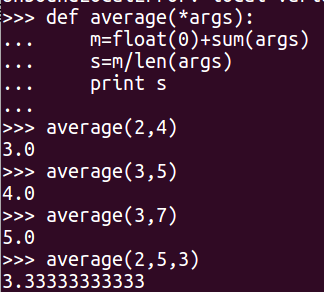 >>> def average(*args):
...     m=float(0)+sum(args)
...     s=m/len(args)
...     print s
...
>>> average(2,4)
3.0
>>> average(3,5)
4.0
>>> average(3,7)
5.0
>>> average(2,5,3)
3.33333333333